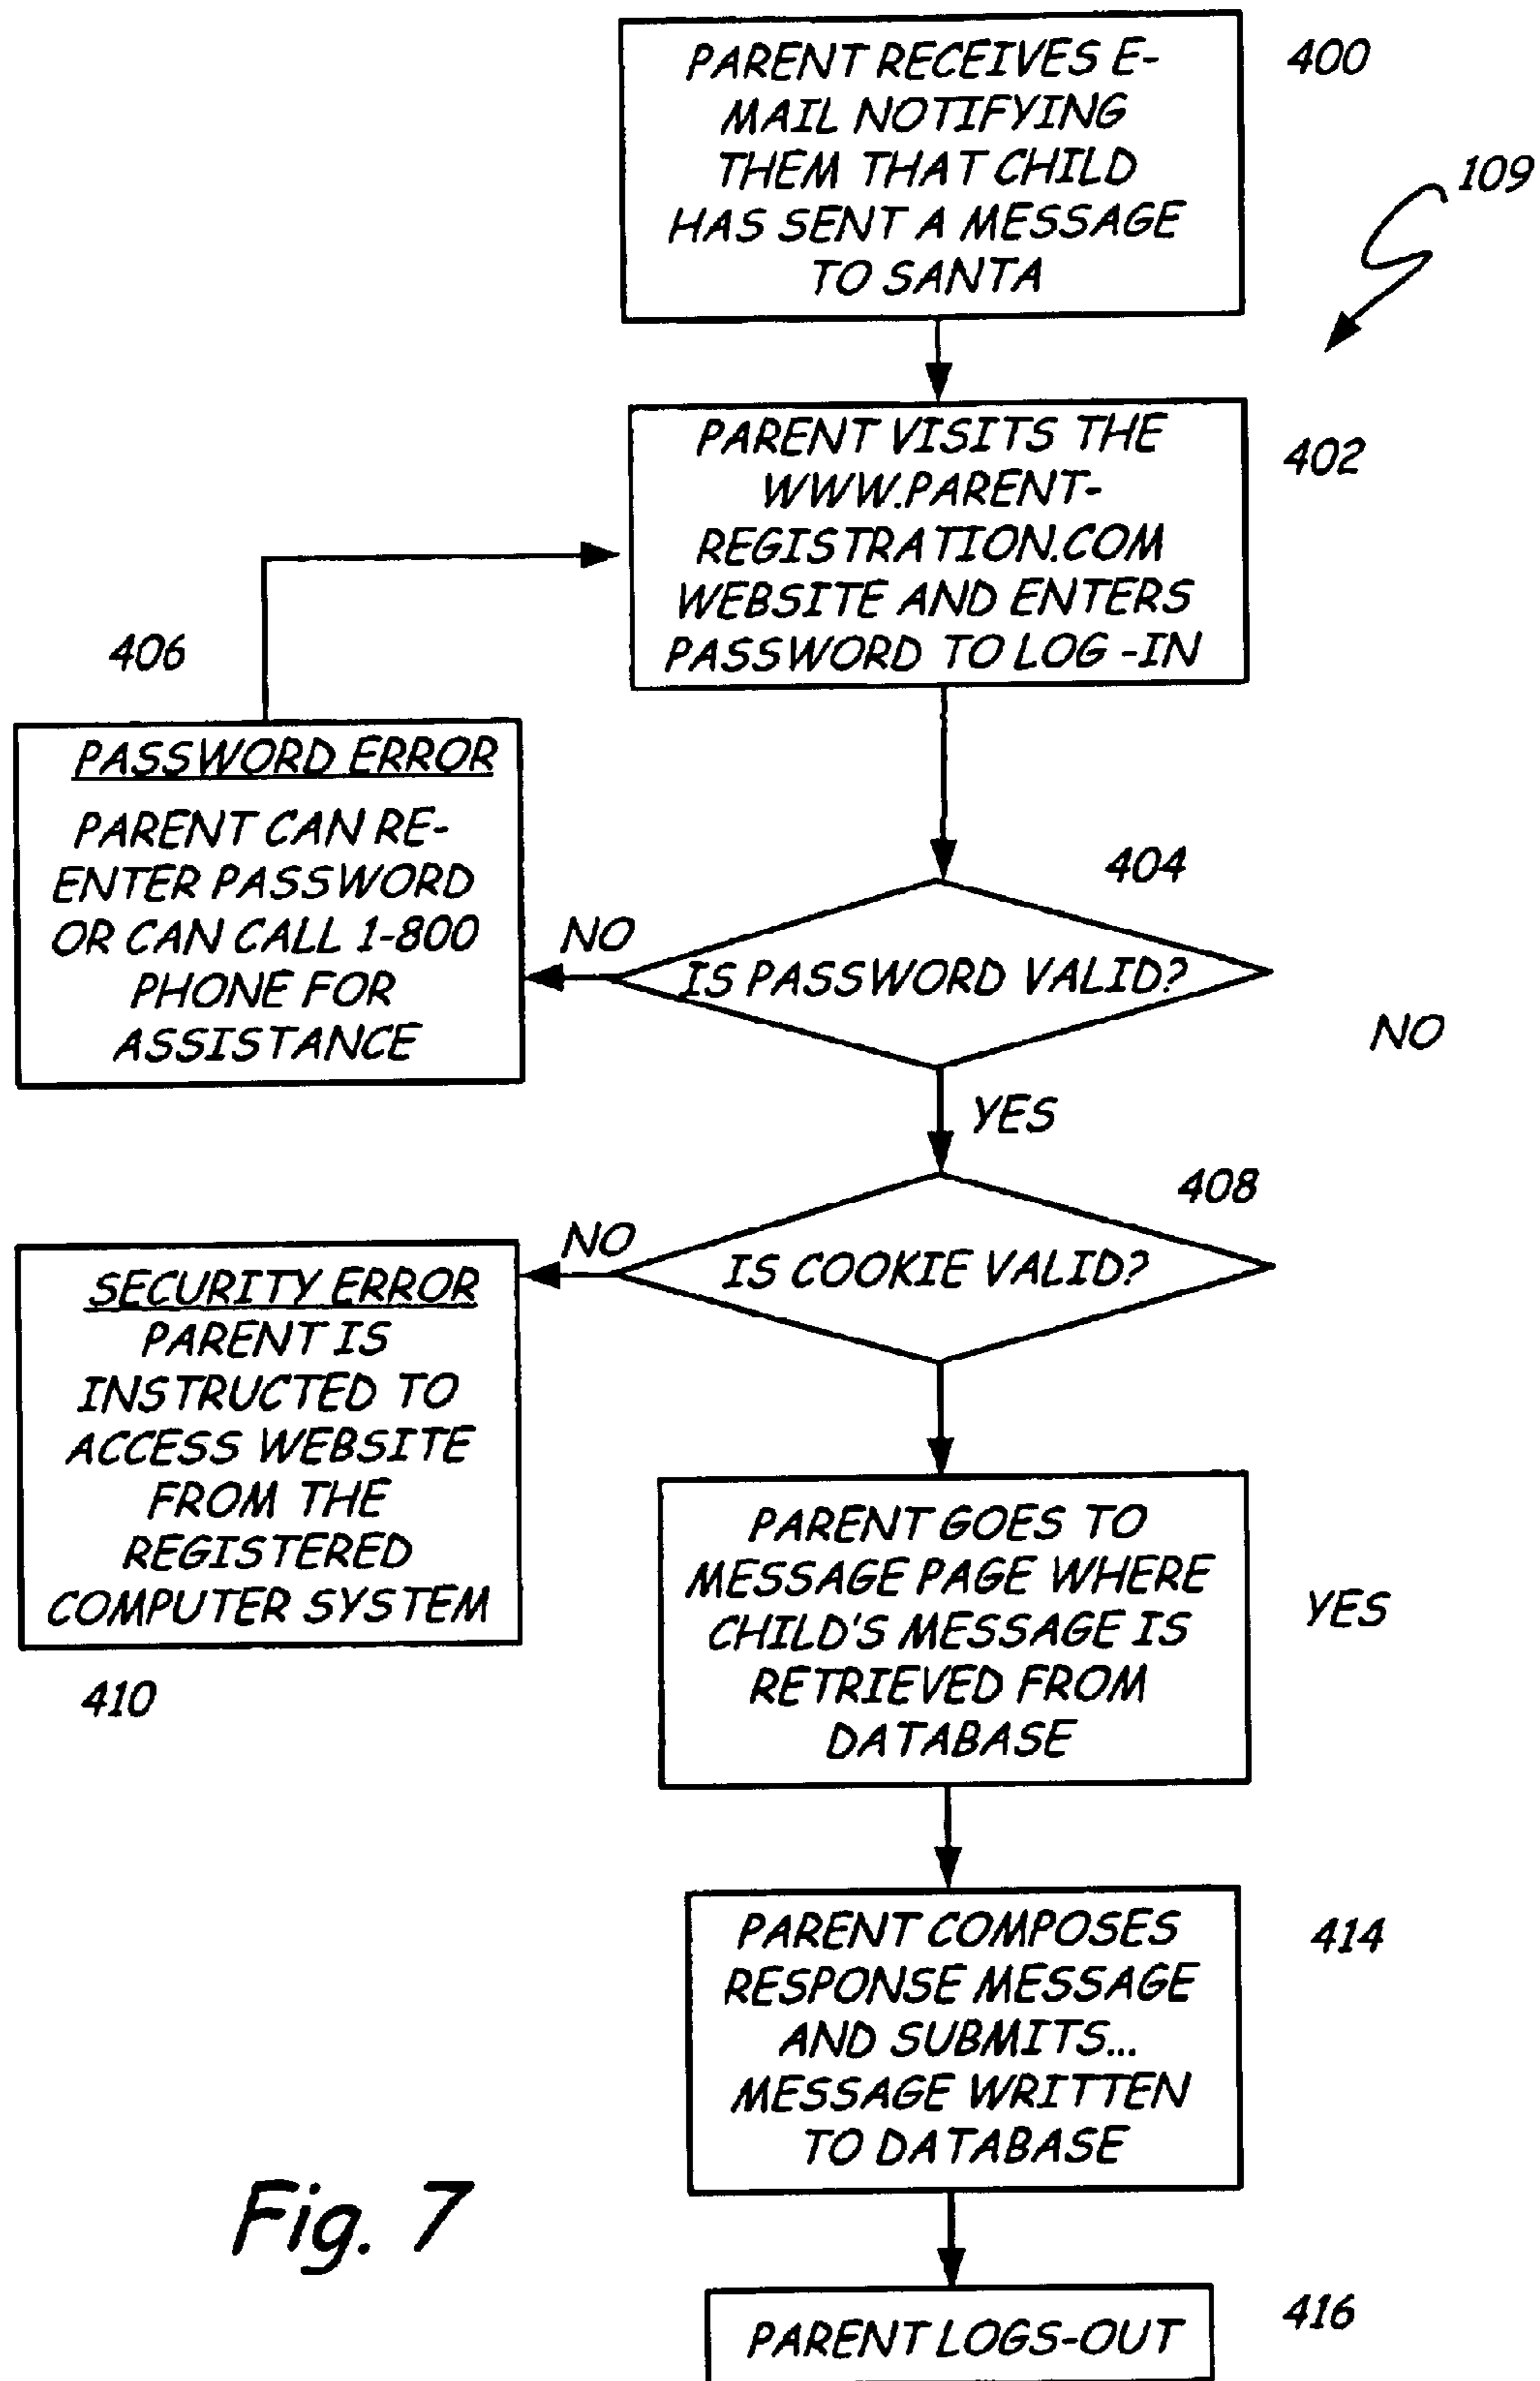 PARENT RECEIVES E-
MAIL NOTIFYING
THEM THAT CHILD
HAS SENT A MESSAGE
TO SANTA
400
109
PARENT VISITS THE
WWW.PARENT-
REGISTRATION.COM
WEBSITE AND ENTERS
PASSWORD TO LOG -IN
402
406
PASSWORD ERROR
PARENT CAN RE-
ENTER PASSWORD
OR CAN CALL 1-800
PHONE FOR
ASSISTANCE
404
NO
IS PASSWORD VALID?
NO
YES
408
NO
IS COOKIE VALID?
SECURITY ERROR
PARENT IS
INSTRUCTED TO
ACCESS WEBSITE
FROM THE
REGISTERED
COMPUTER SYSTEM
410
PARENT GOES TO
MESSAGE PAGE WHERE
CHILD'S MESSAGE IS
RETRIEVED FROM
DATABASE
YES
PARENT COMPOSES
RESPONSE MESSAGE
AND SUBMITS...
MESSAGE WRITTEN
TO DATABASE
414
Fig. 7
PARENT LOGS-OUT
416